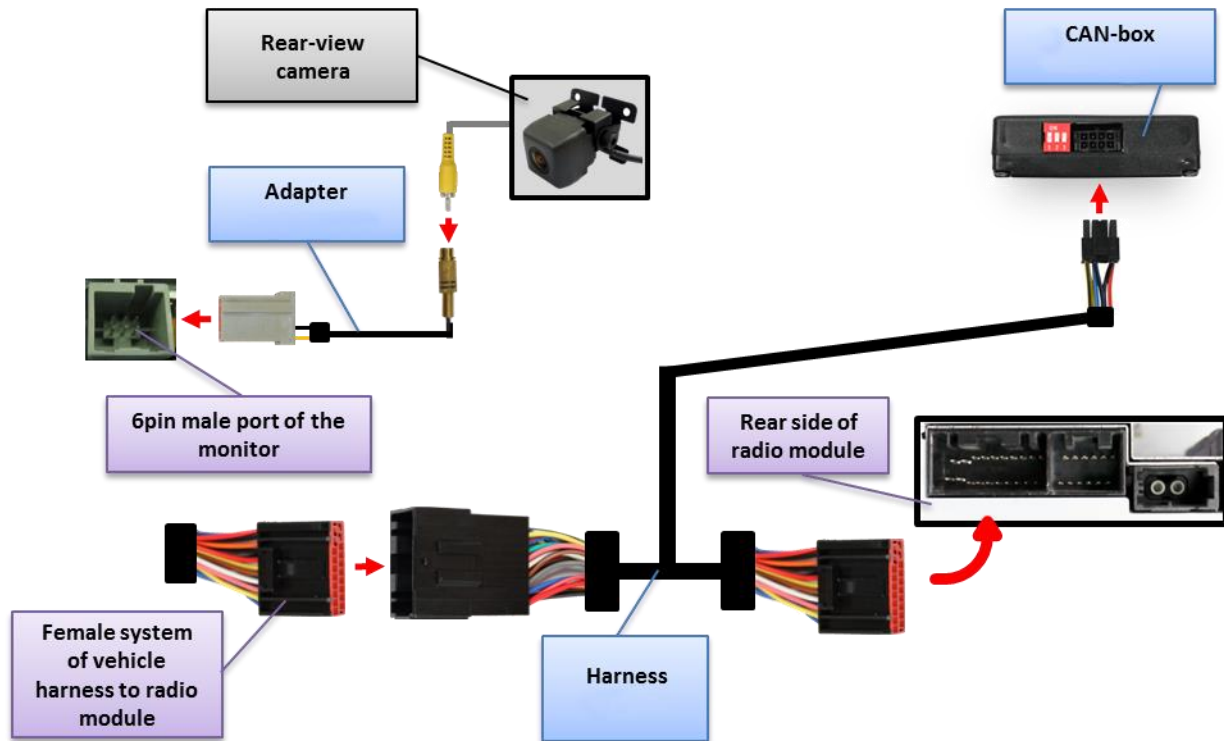 Rear-view
camera
CAN-box
Adapter
6pin male port of the
monitor
Rear side of
radio module
Female system
of vehicle
harness to radio
module
Harness